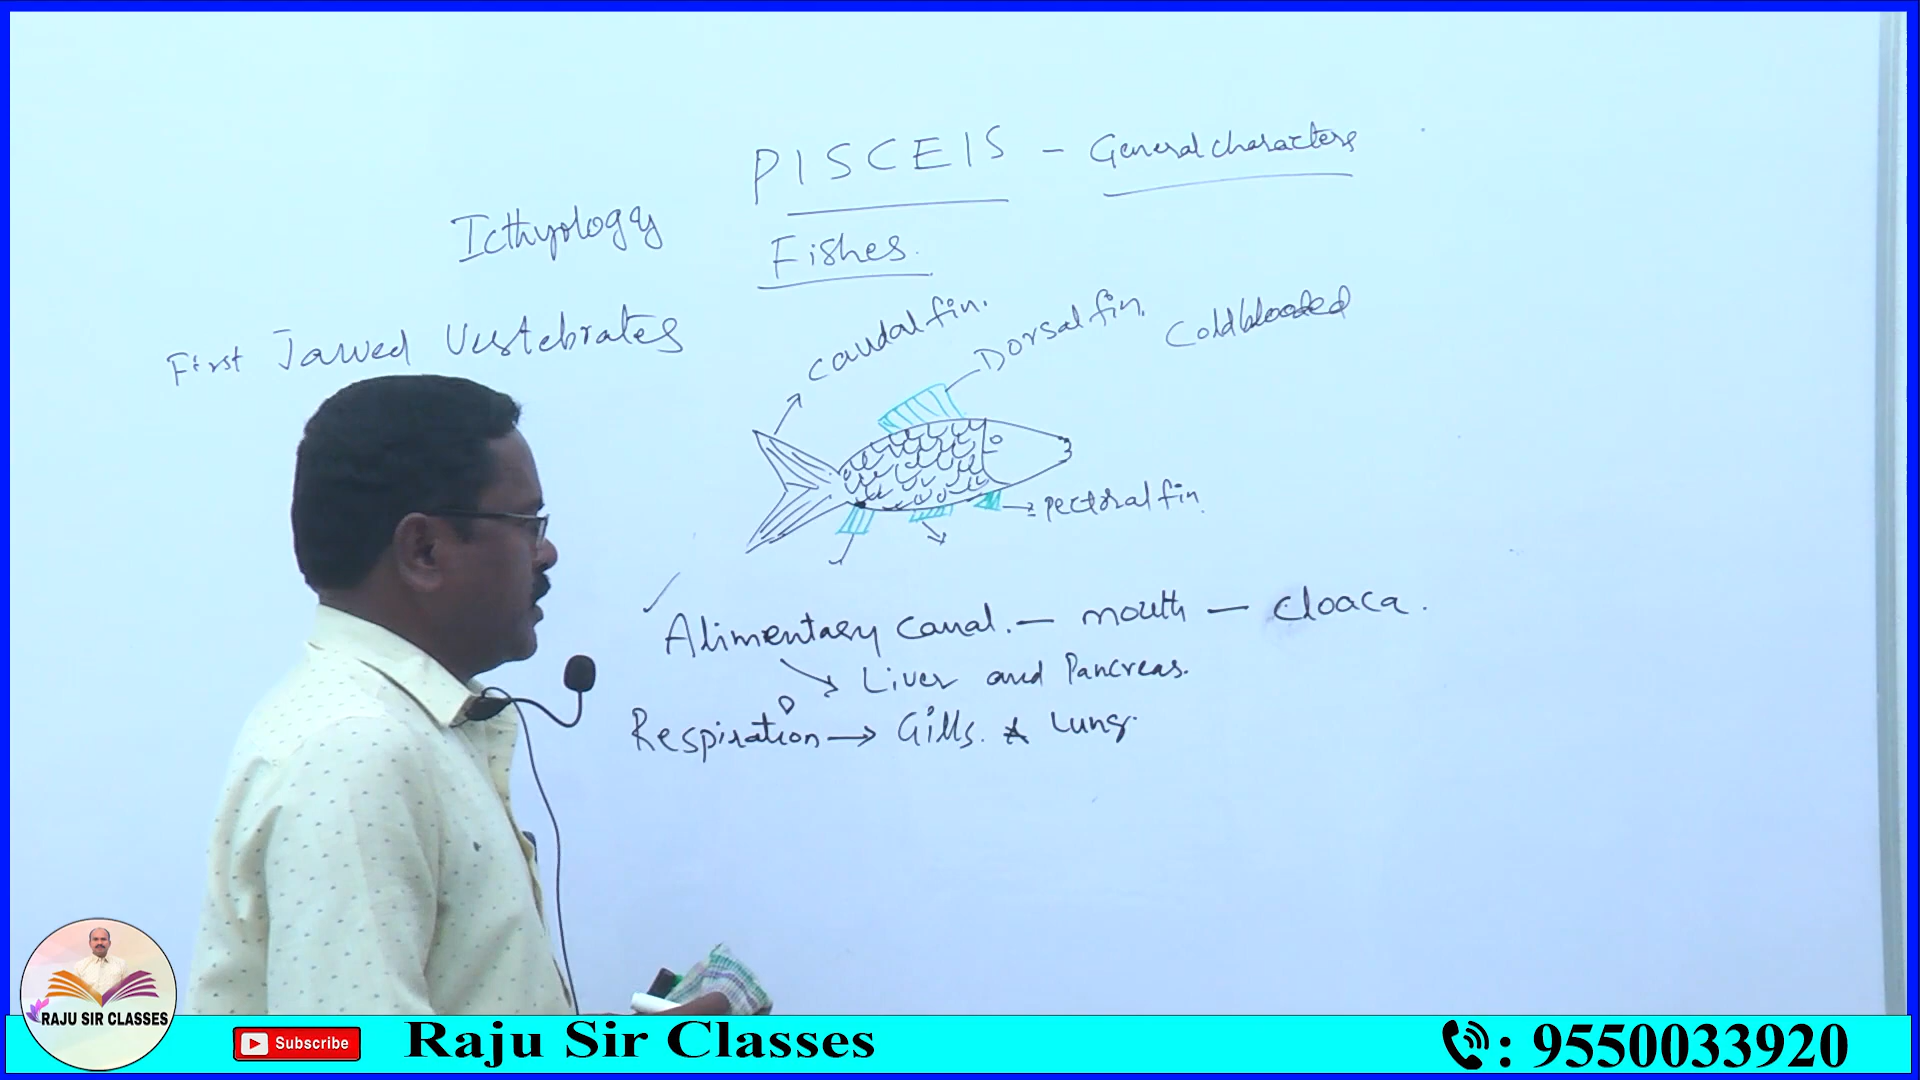 PISCEIS - General characters
Icthyology
Fishes.
First Jawed Vertebrates
caudal fin.
Dorsal fin.
Coldblooded
pectoral fin.
Alimentary canal. - mouth - cloaca.
Liver and Pancreas.
Respiration → Gills. Lungs.
RAJU SIR CLASSES
Subscribe
Raju Sir Classes
: 9550033920